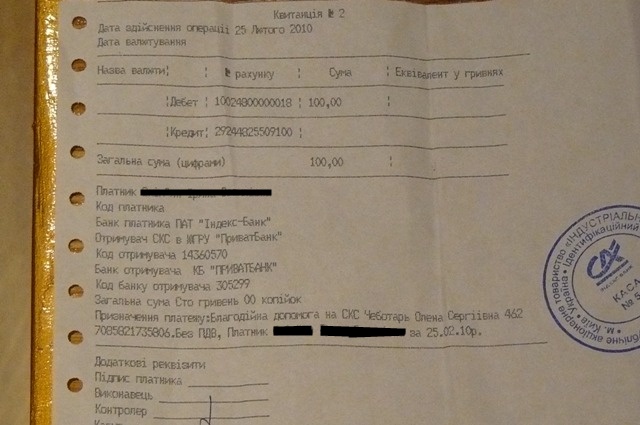 Квитанція № 2
Дата здійснення операції 25 Лютого 2010
Дата валютування
Назва валюти¦ ¦ № рахунку ¦ Сума ¦ Еквівалент у гривнях
¦Дебет¦ 10024800000018 ¦100,00 ¦
¦Кредит¦ 29244825509100 ¦
Загальна сума (цифрами) 100,00
Платник
Код платника
Банк платника ПАТ "Індекс-Банк"
Отримувач СКС в ЖГРУ "ПриватБанк"
Код отримувача 14360570
Банк отримувача КБ "ПРИВАТБАНК"
Код банку отримувача 305299
Загальна сума Сто гривень 00 копійок
Призначення платежу:Благодійна допомога на СКС Чеботарь Олена Сергіївна 462
7085821735806.Без ПДВ, Платник за 25.02.10р.
Додаткові реквізити
Підпис платника
Виконавець
Контролер
КАСА